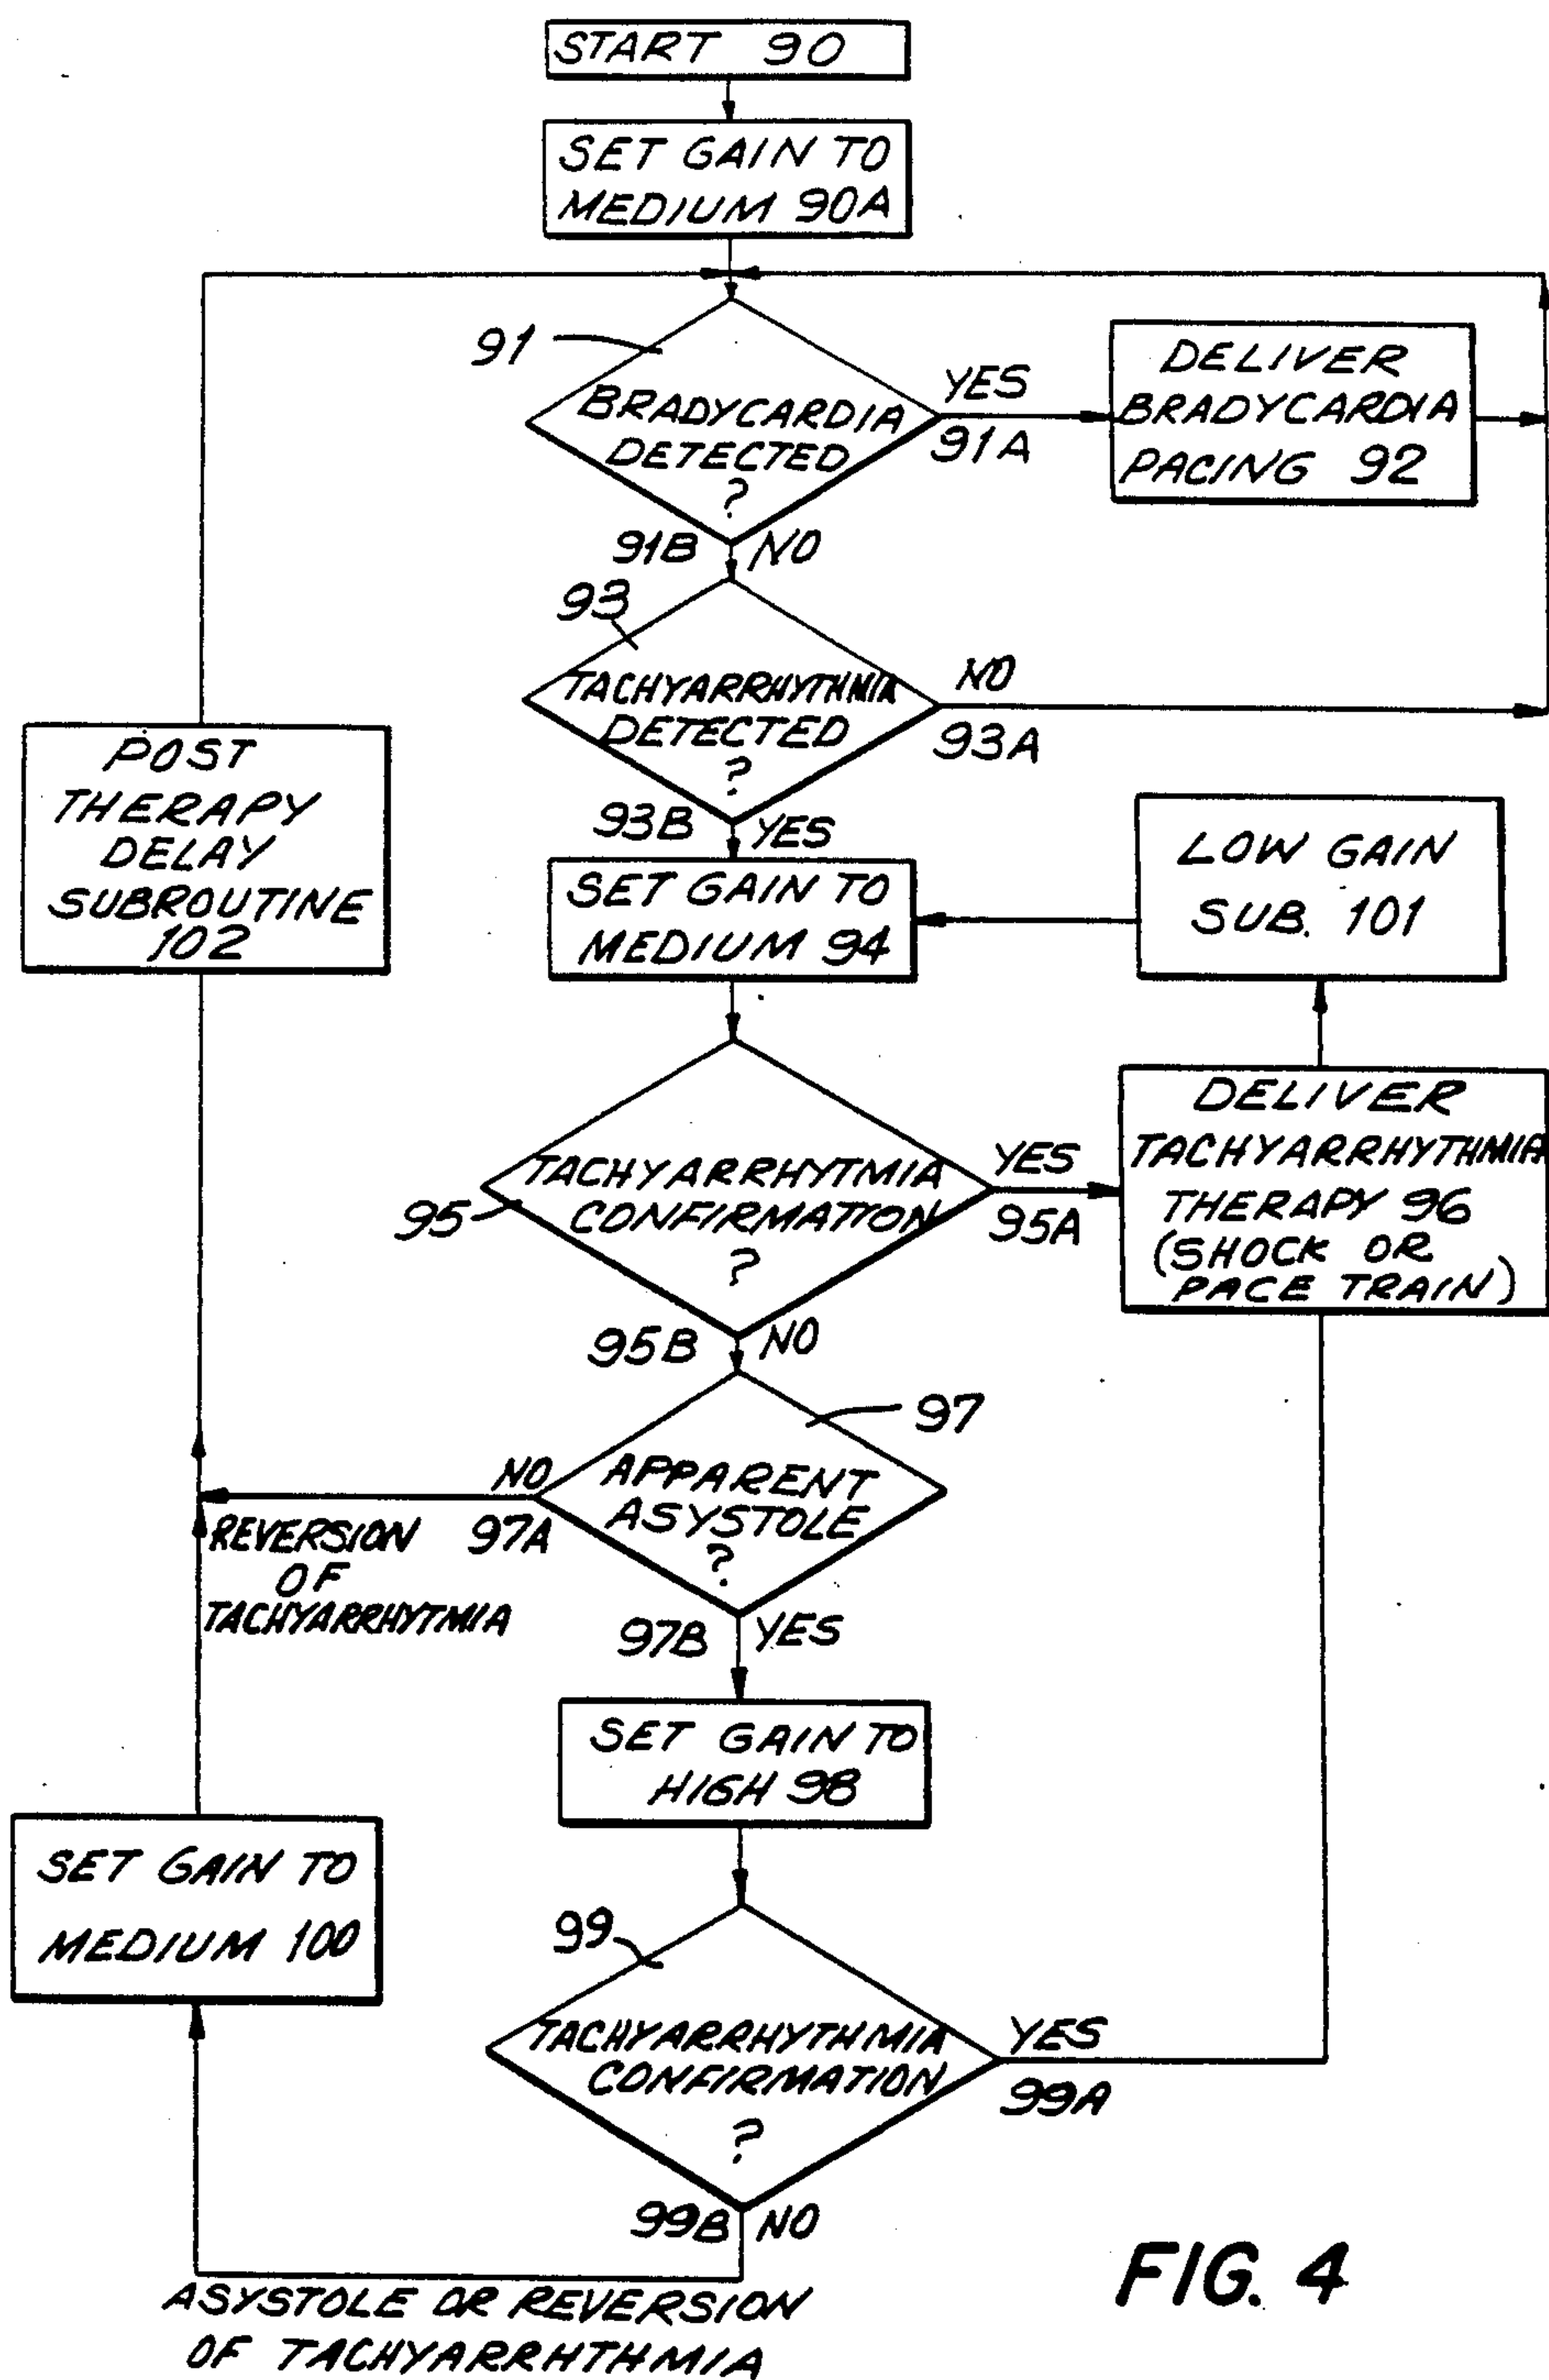 START 90
SET GAIN TO
MEDIUM 90A
91
BRADYCARDIA
DETECTED
?
YES
91A
DELIVER
BRADYCARDIA
PACING 92
91B NO
93
TACHYARRHYTHMIA
DETECTED
?
NO
93A
93B YES
POST
THERAPY
DELAY
SUBROUTINE
102
SET GAIN TO
MEDIUM 94
LOW GAIN
SUB. 101
95
TACHYARRHYTMIA
CONFIRMATION
?
YES
95A
DELIVER
TACHYARRHYTHMIA
THERAPY 96
(SHOCK OR
PACE TRAIN)
95B NO
97
APPARENT
ASYSTOLE
?
NO
97A
REVERSION
OF
TACHYARRHYTMIA
97B YES
SET GAIN TO
HIGH 98
SET GAIN TO
MEDIUM 100
99
TACHYARRHYTHMIA
CONFIRMATION
?
YES
99A
99B NO
ASYSTOLE OR REVERSION
OF TACHYARRHTHMIA
FIG. 4